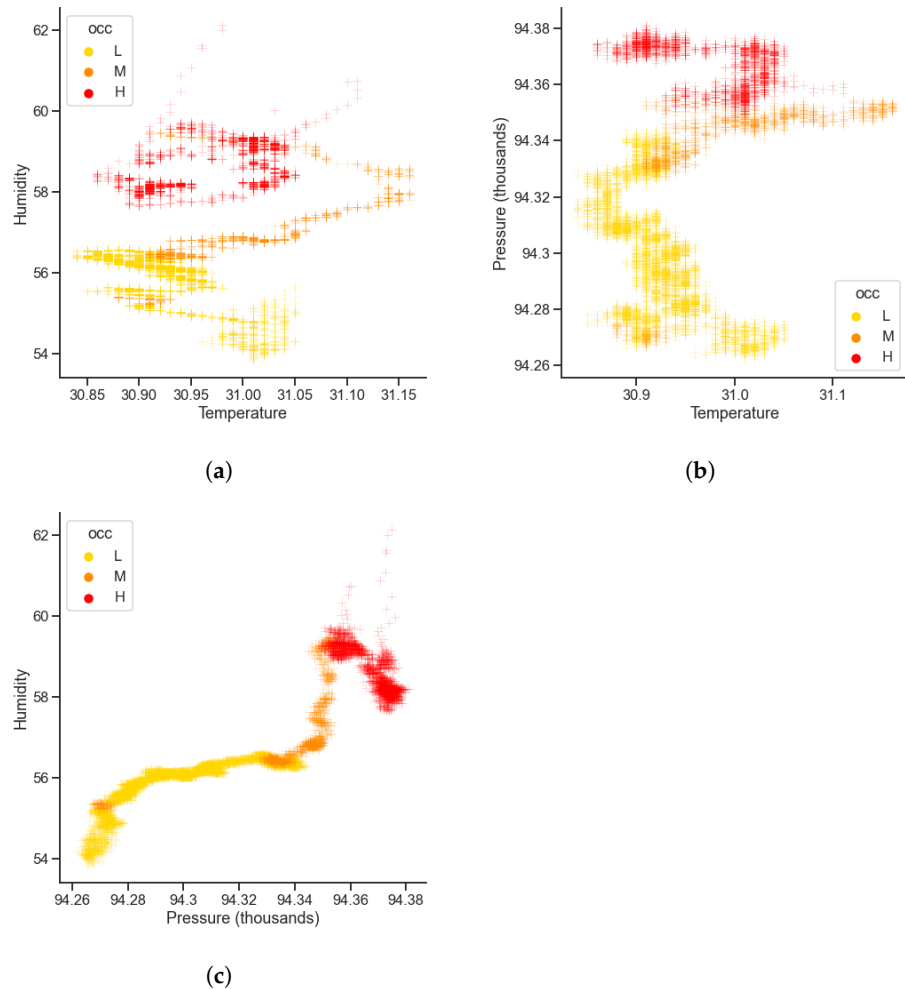 62
60
58
56
54
Humidity
occ
L
M
H
30.85 30.90 30.95 31.00 31.05 31.10 31.15
Temperature
(a)
94.38
94.36
94.34
94.32
94.3
94.28
94.26
Pressure (thousands)
occ
L
M
H
30.9 31.0 31.1
Temperature
(b)
62
60
58
56
54
Humidity
occ
L
M
H
94.26 94.28 94.3 94.32 94.34 94.36 94.38
Pressure (thousands)
(c)